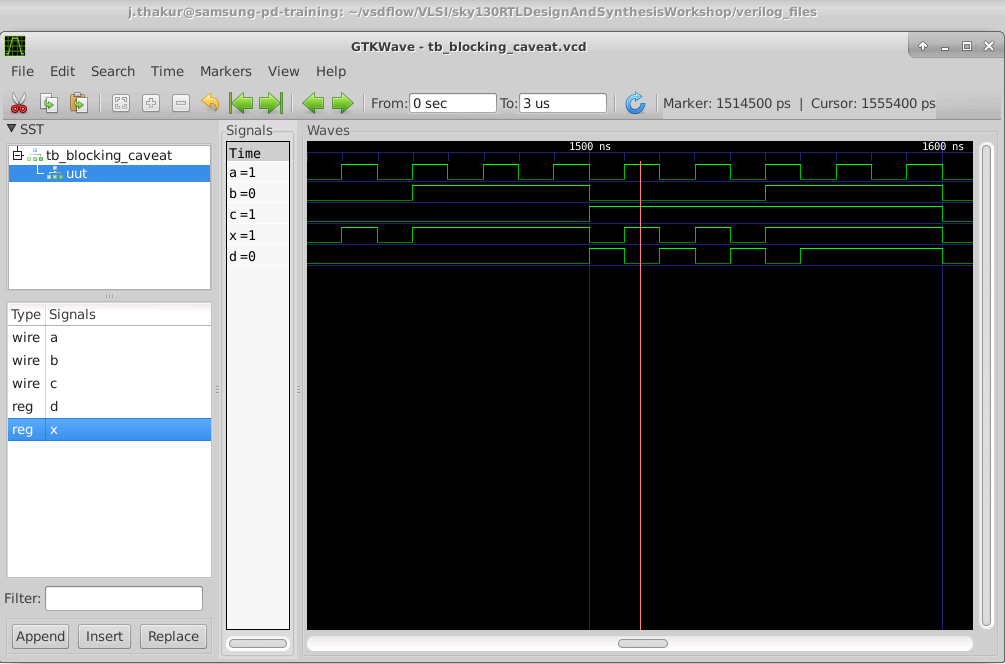 j.thakur@samsung-pd-training: ~/vsdflow/VLSI/sky130RTLDesignAndSynthesisWorkshop/verilog_files
GTKWave - tb_blocking_caveat.vcd
File Edit Search Time Markers View Help
From: 0 sec To: 3 us Marker: 1514500 ps | Cursor: 1555400 ps
SST
tb_blocking_caveat
uut
Type Signals
wire a
wire b
wire c
reg d
reg x
Filter:
Append Insert Replace
Signals
Time
a=1
b=0
c=1
x=1
d=0
Waves
1500 ns 1600 ns